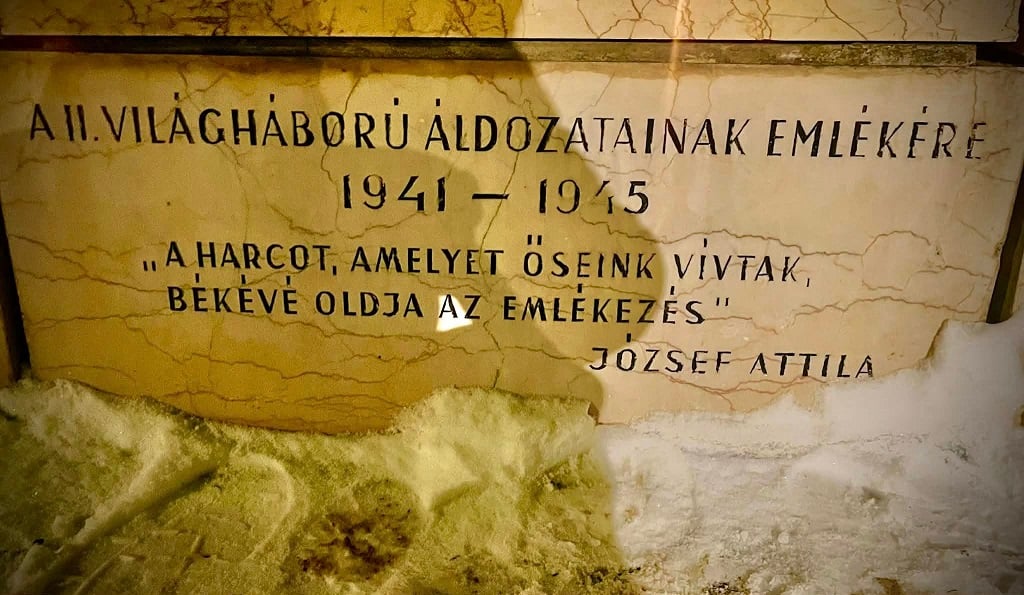 A II. VILÁGHÁBORÚ ÁLDOZATAINAK EMLÉKÉRE
1941 – 1945
„A HARCOT, AMELYET ŐSEINK VÍVTAK,
BÉKÉVÉ OLDJA AZ EMLÉKEZÉS"
JÓZSEF ATTILA